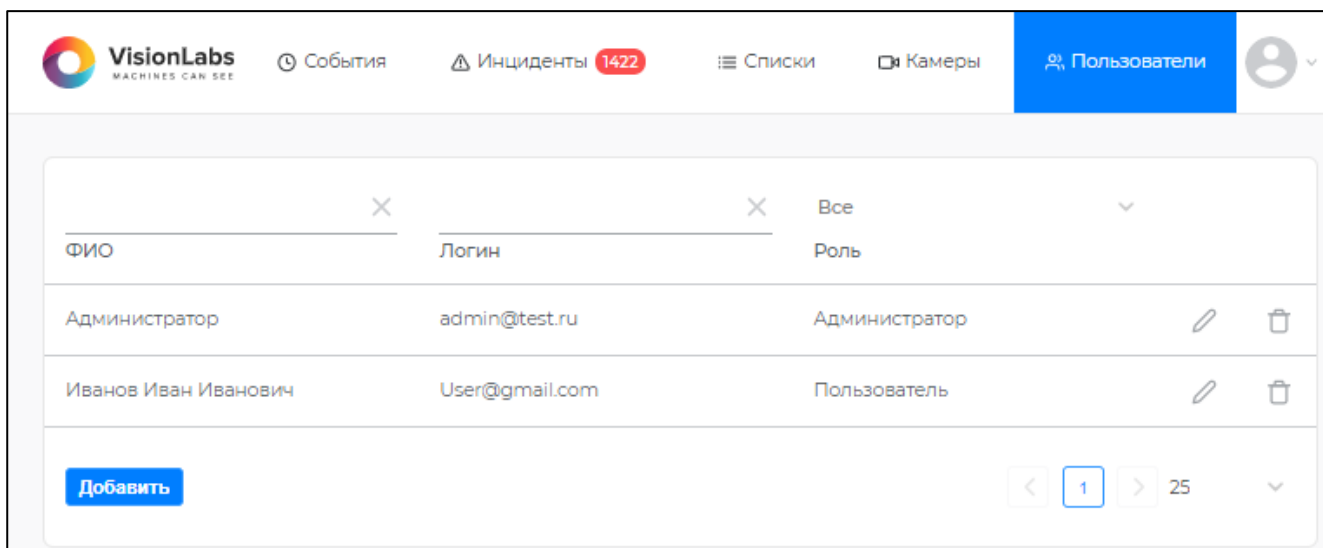 VisionLabs
MACHINES CAN SEE
События
Инциденты 1422
Списки
Камеры
Пользователи
Все
ФИО Логин Роль
Администратор admin@test.ru Администратор
Иванов Иван Иванович User@gmail.com Пользователь
Добавить
1
25